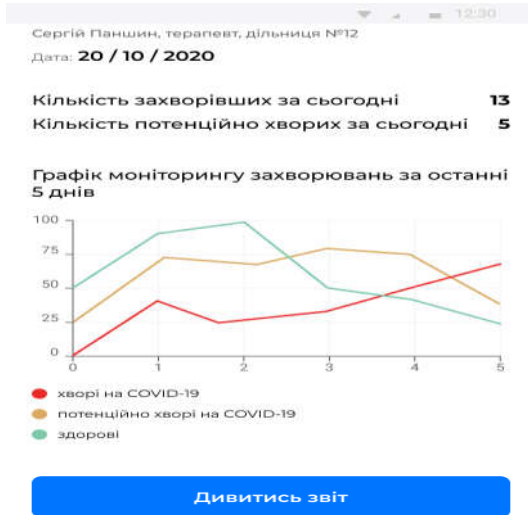 12:30
Сергій Паншин, терапевт, дільниця №12
Дата: 20 / 10 / 2020
Кількість захворівших за сьогодні 13
Кількість потенційно хворих за сьогодні 5
Графік моніторингу захворювань за останні
5 днів
100
75
50
25
0
0 1 2 3 4 5
хворі на COVID-19
потенційно хворі на COVID-19
здорові
Дивитись звіт